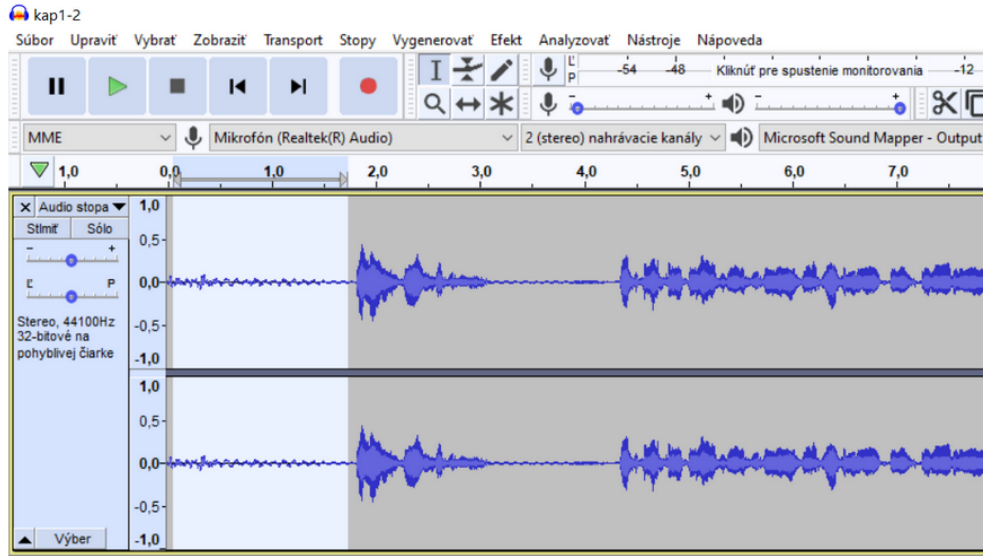 kap1-2
Súbor Upraviť Vybrať Zobraziť Transport Stopy Vygenerovať Efekt Analyzovať Nástroje Nápoveda
Ľ
P
-54 -48 Kliknúť pre spustenie monitorovania -12
- + - +
MME Mikrofón (Realtek(R) Audio) 2 (stereo) nahrávacie kanály Microsoft Sound Mapper - Output
1,0 0,0 1,0 2,0 3,0 4,0 5,0 6,0 7,0
Audio stopa
Stlmiť Sólo
- +
Ľ P
Stereo, 44100Hz
32-bitové na
pohyblivej čiarke
Výber
1,0
0,5
0,0
-0,5
-1,0
1,0
0,5
0,0
-0,5
-1,0